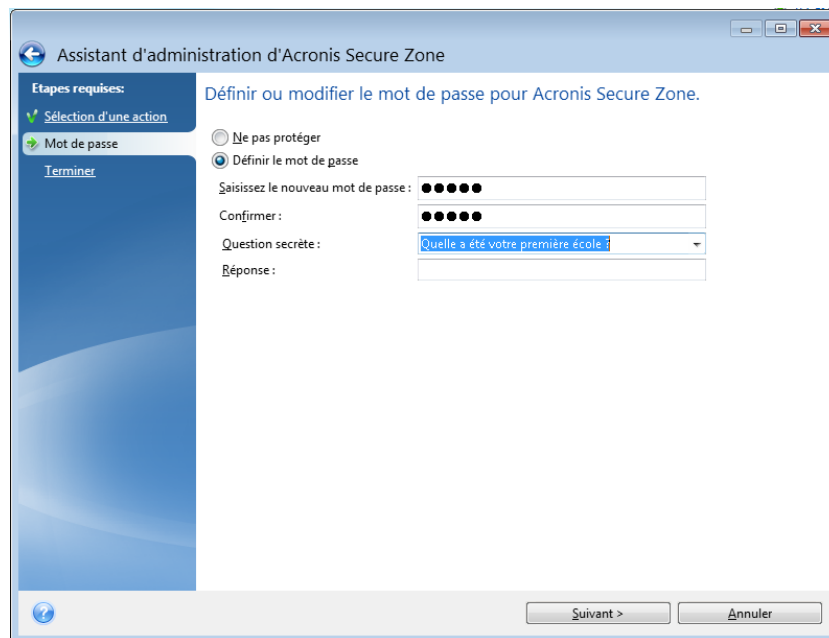 Assistant d'administration d'Acronis Secure Zone
Etapes requises:
Sélection d'une action
Mot de passe
Terminer
Définir ou modifier le mot de passe pour Acronis Secure Zone.
Ne pas protéger
Définir le mot de passe
Saisissez le nouveau mot de passe : ●●●●●
Confirmer : ●●●●●
Question secrète : Quelle a été votre première école ?
Réponse :
Suivant >
Annuler